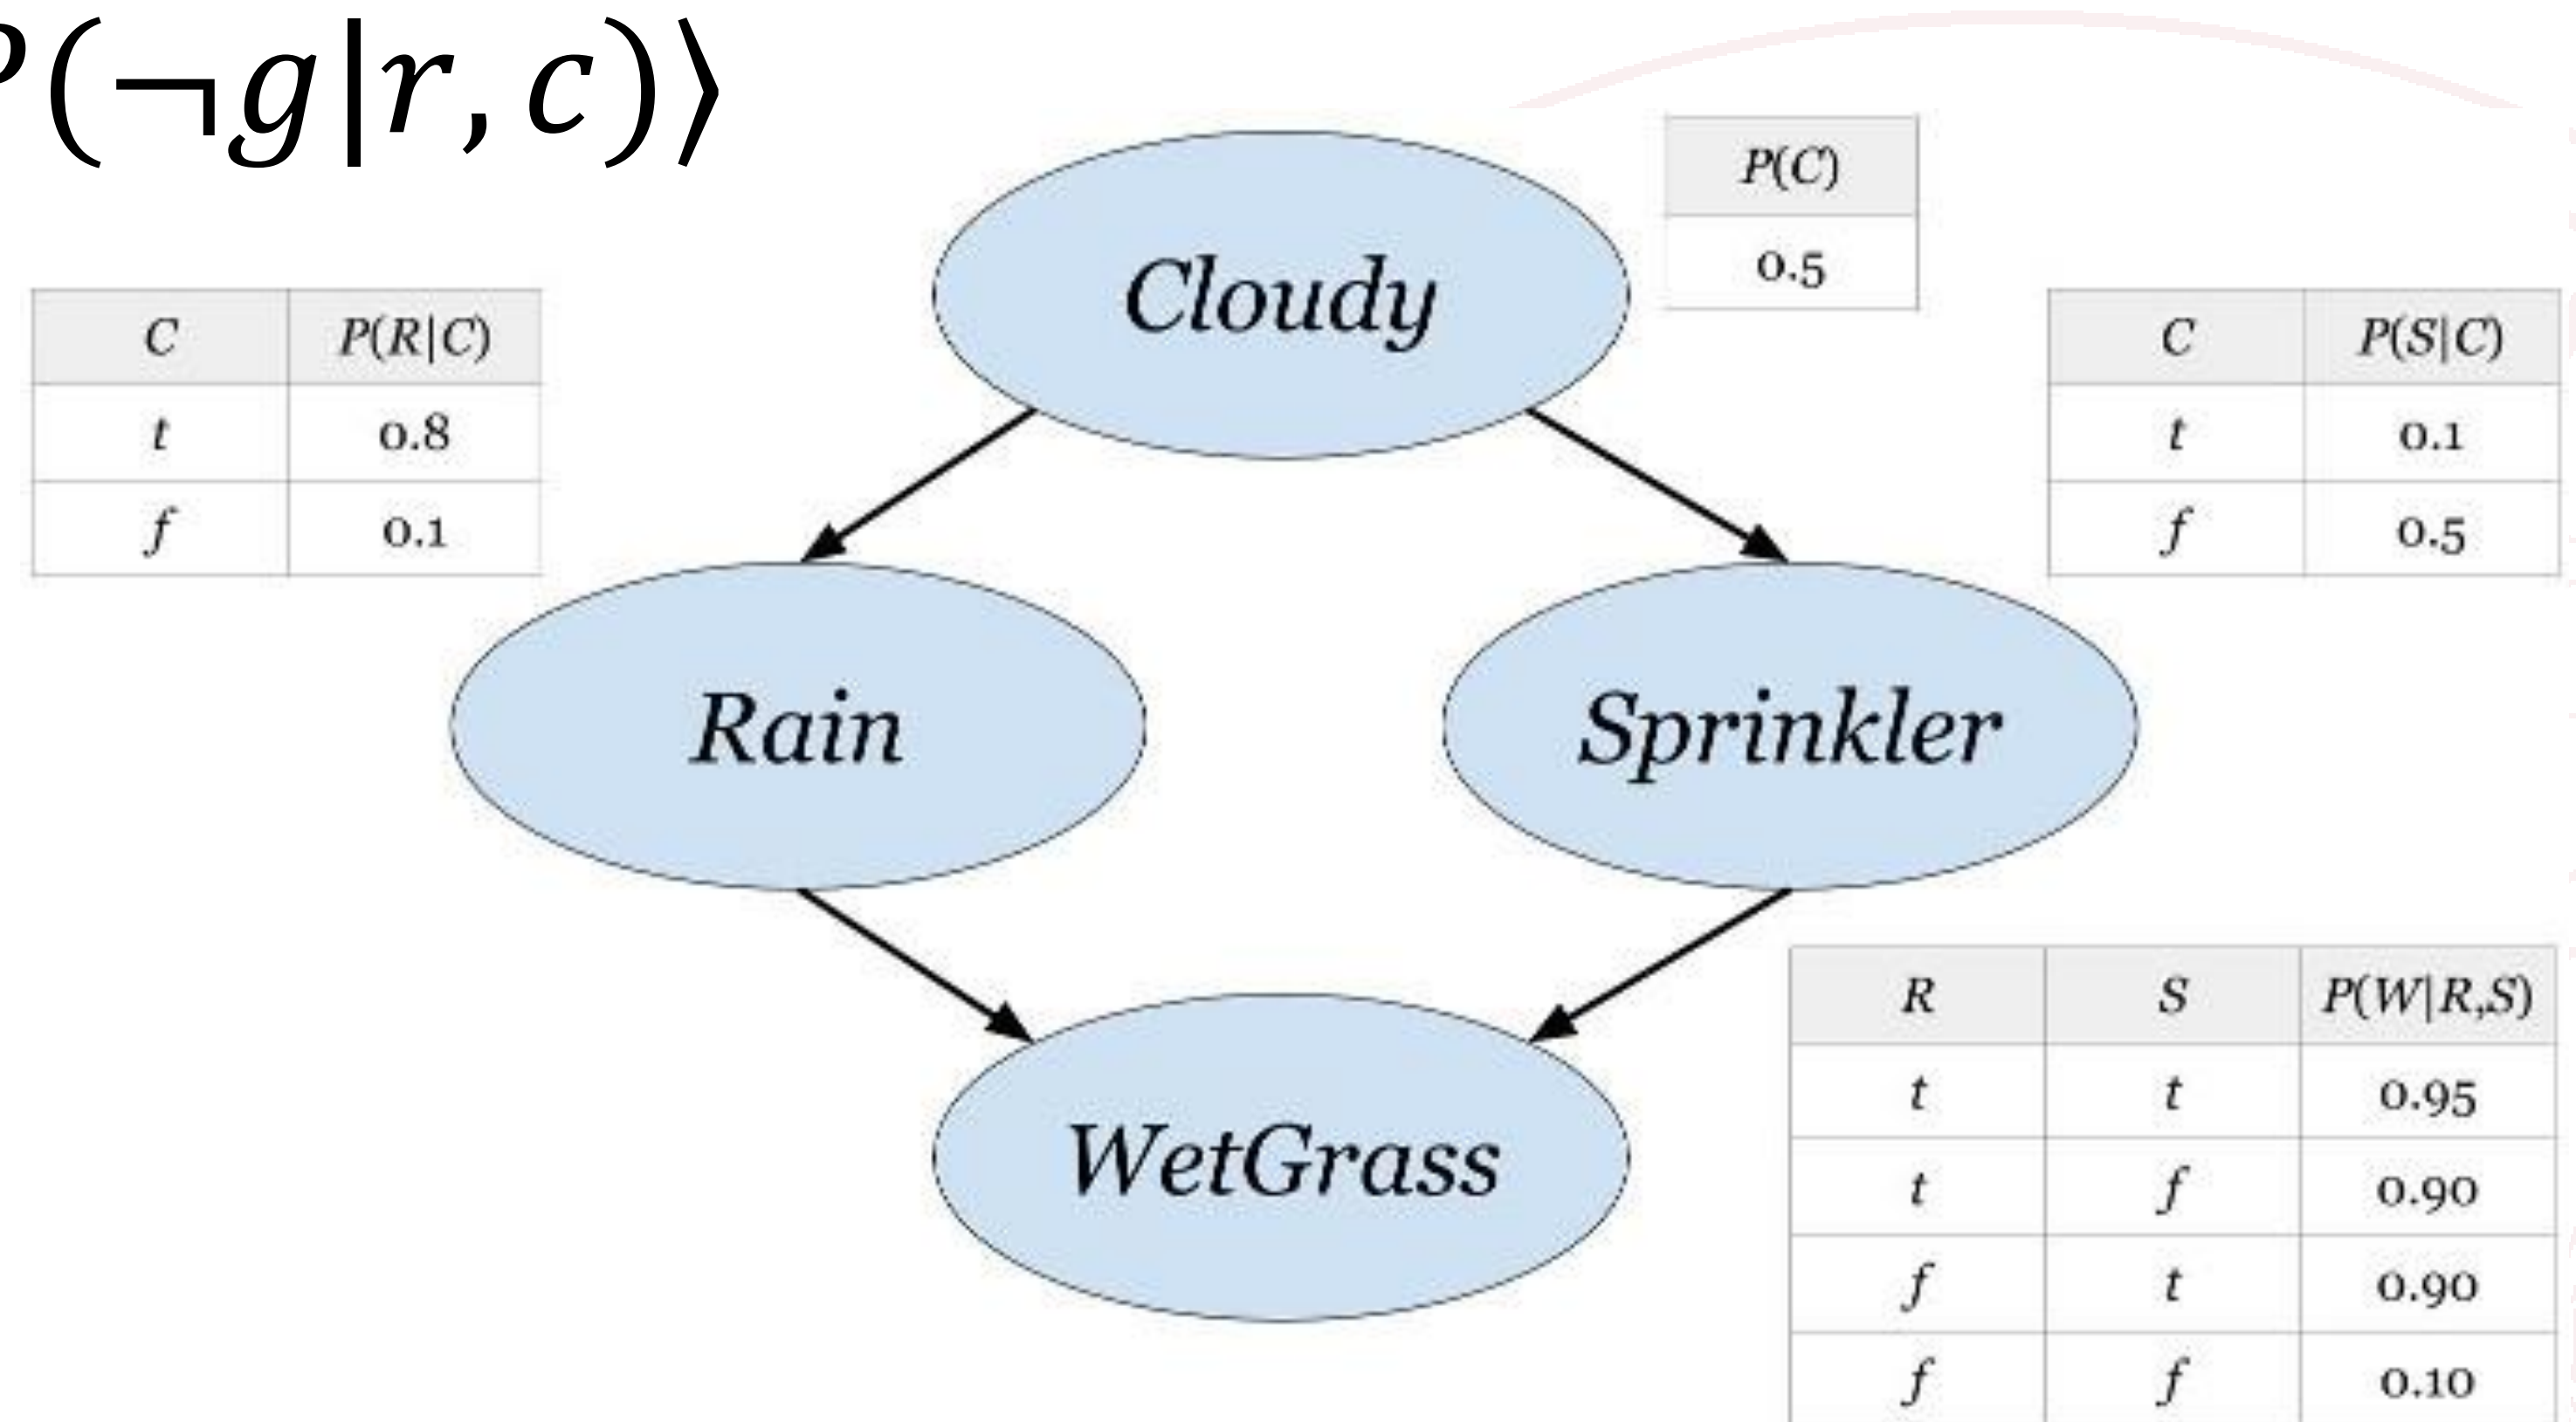 P(¬g|r,c)⟩
P(C)
0.5
Cloudy
C P(R|C)
t 0.8
f 0.1
C P(S|C)
t 0.1
f 0.5
Rain
Sprinkler
WetGrass
R S P(W|R,S)
t t 0.95
t f 0.90
f t 0.90
f f 0.10